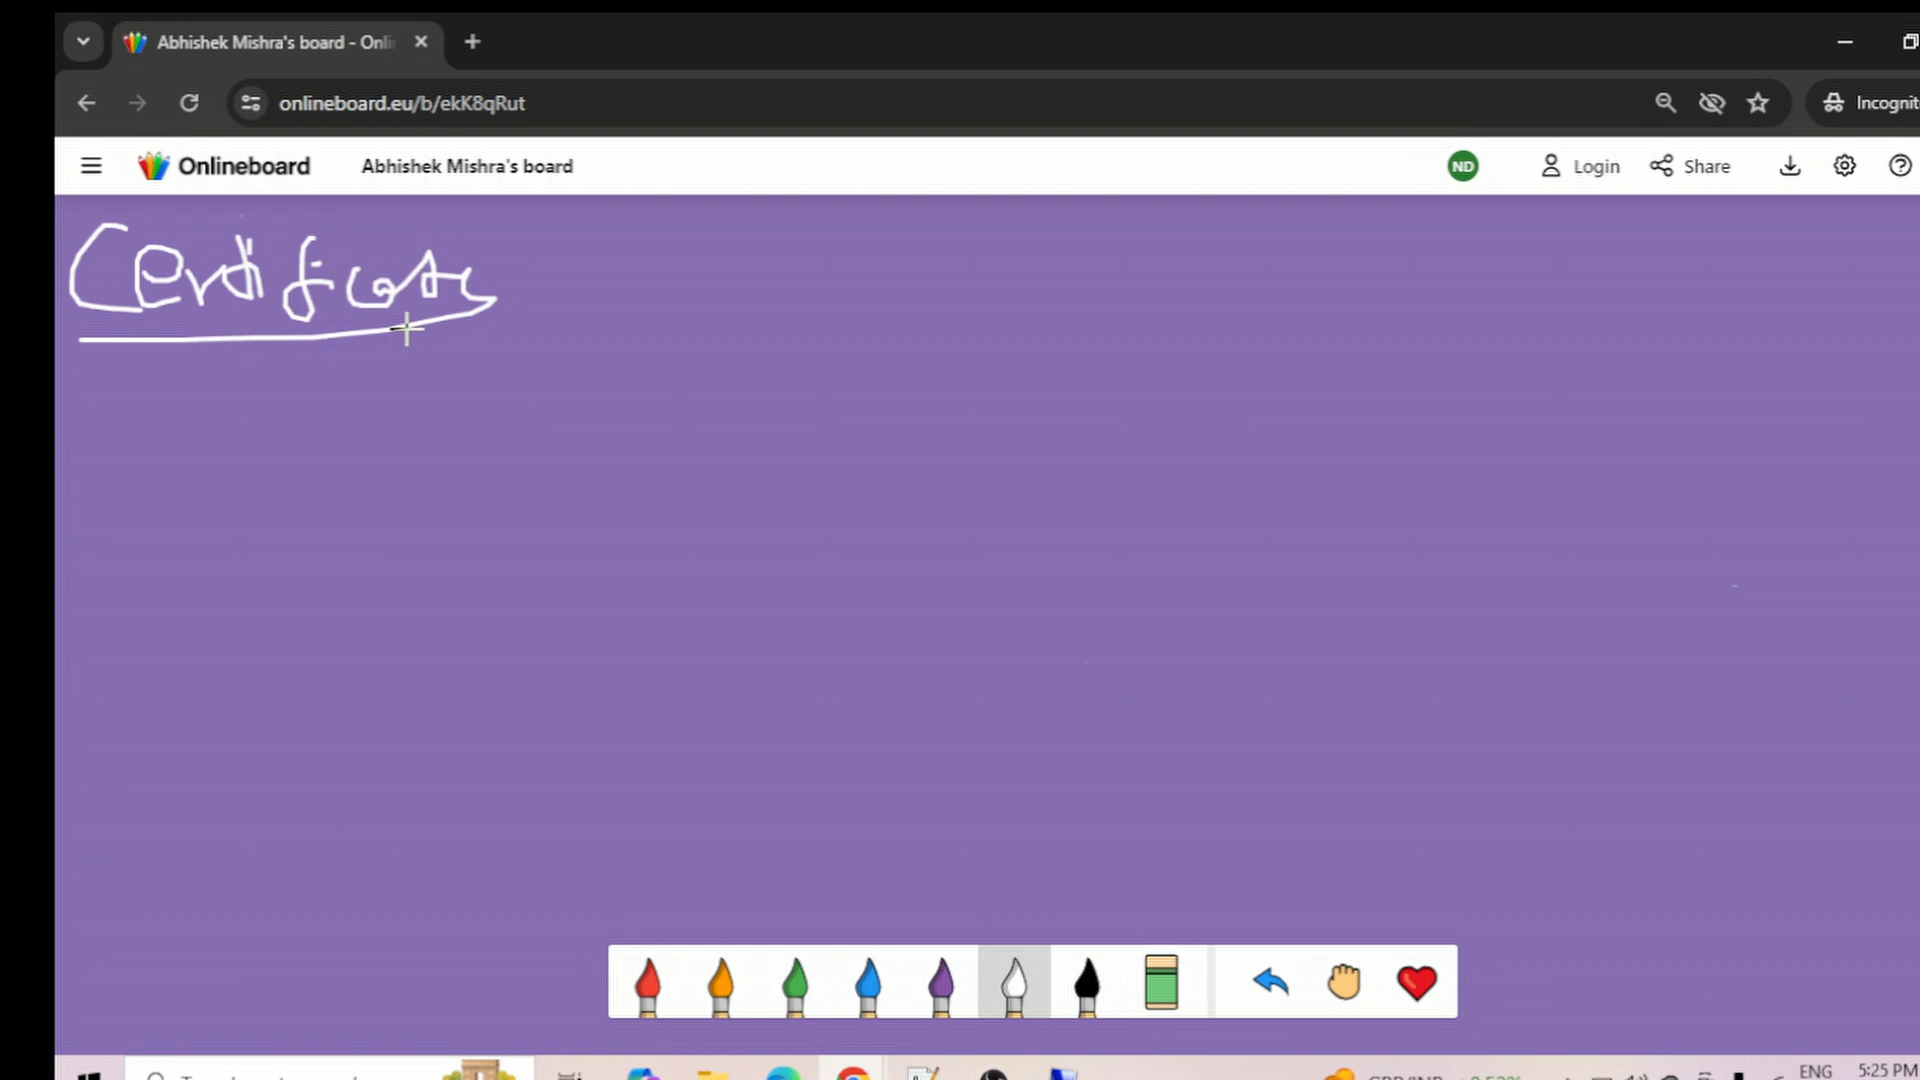 Abhishek Mishra's board - Onli
onlineboard.eu/b/ekK8qRut
Incognit
Onlineboard
Abhishek Mishra's board
ND
Login
Share
Certificate
ENG
5:25 PM